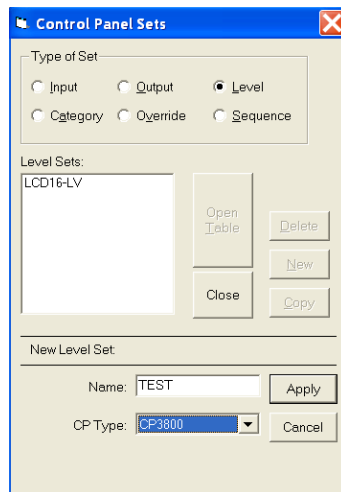 Control Panel Sets
Type of Set
Input Output Level
Category Override Sequence
Level Sets:
LCD16-LV
Open
Table
Delete
New
Close
Copy
New Level Set:
Name: TEST Apply
CP Type: CP3800 Cancel